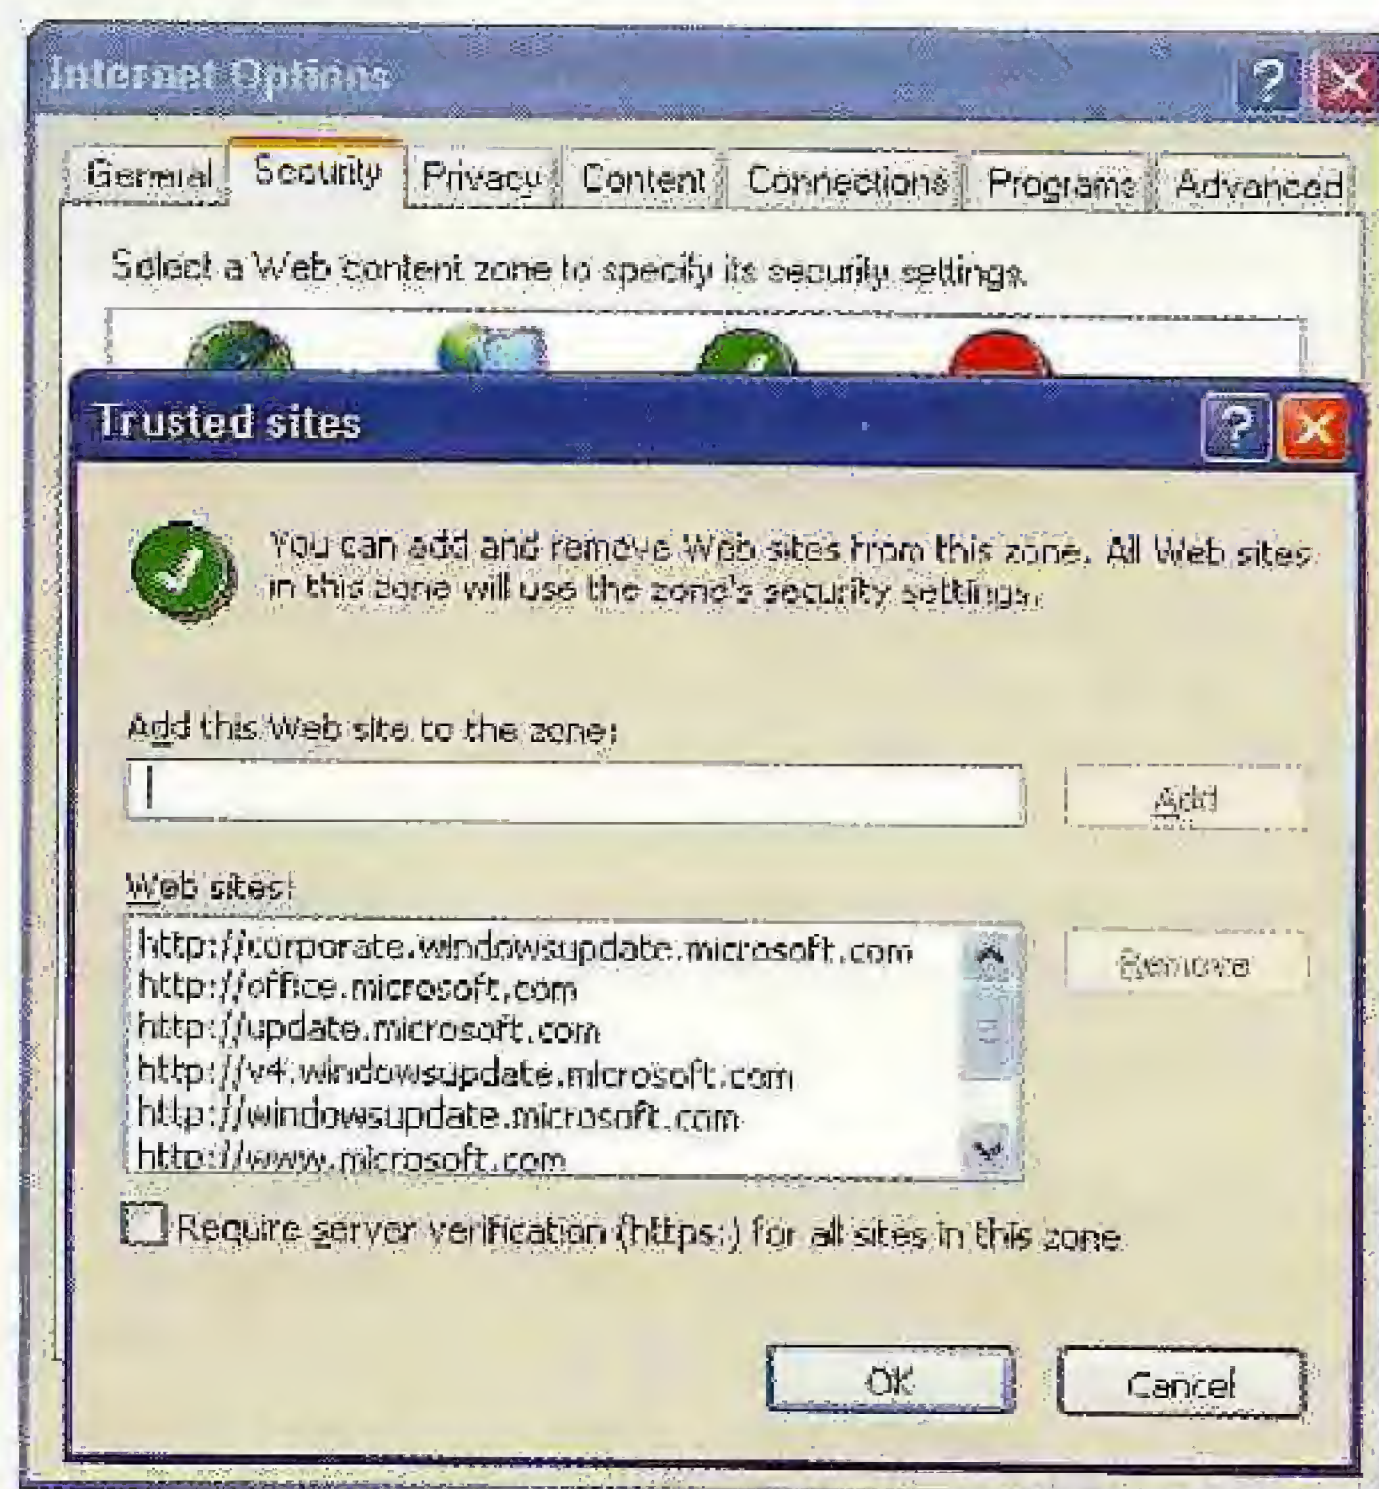 Internet Options
General Security Privacy Content Connections Programs Advanced
Select a Web content zone to specify its security settings.
Trusted sites
You can add and remove Web sites from this zone. All Web sites
in this zone will use the zone's security settings.
Add this Web site to the zone:
Add
Web sites:
http://corporate.windowsupdate.microsoft.com
Remove
http://office.microsoft.com
http://update.microsoft.com
http://v4.windowsupdate.microsoft.com
http://windowsupdate.microsoft.com
http://www.microsoft.com
Require server verification (https:) for all sites in this zone
OK Cancel